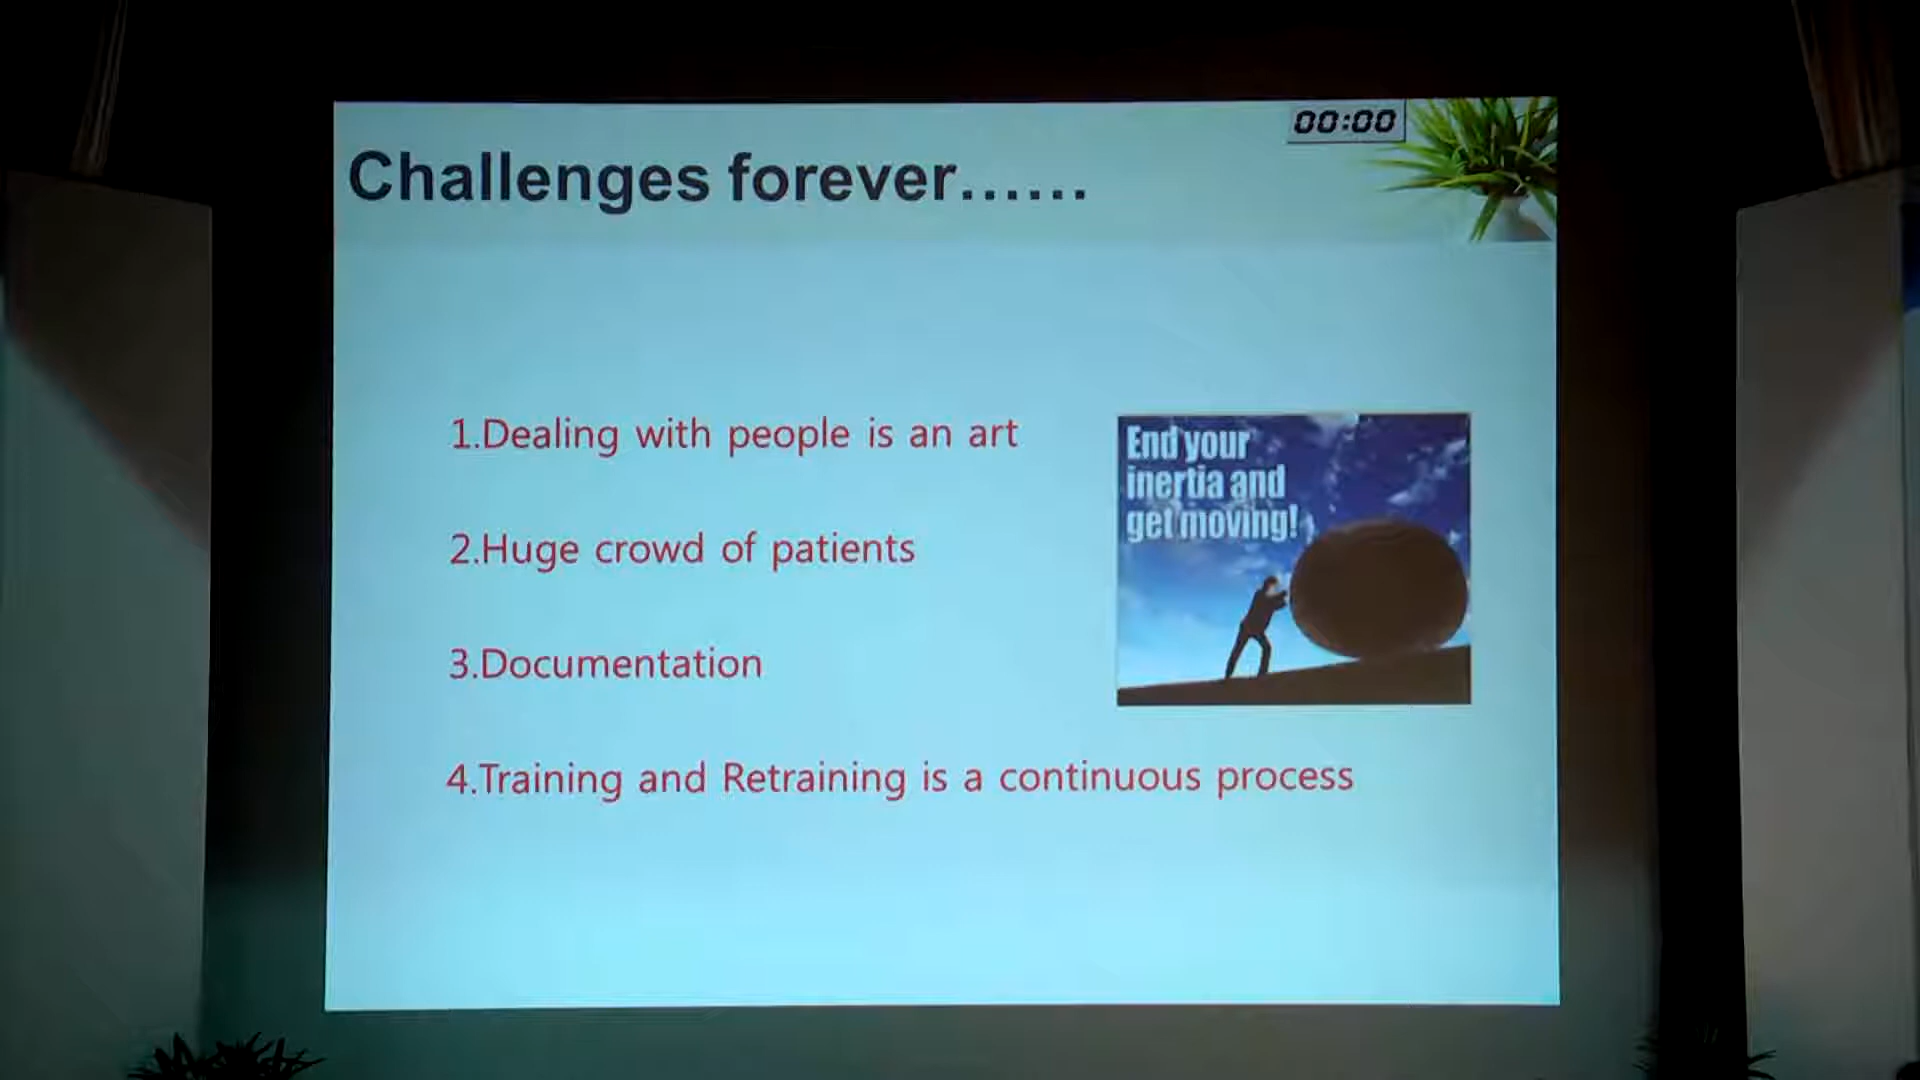 00:00
Challenges forever......
1.Dealing with people is an art
End your
inertia and
get moving!
2.Huge crowd of patients
3.Documentation
4.Training and Retraining is a continuous process